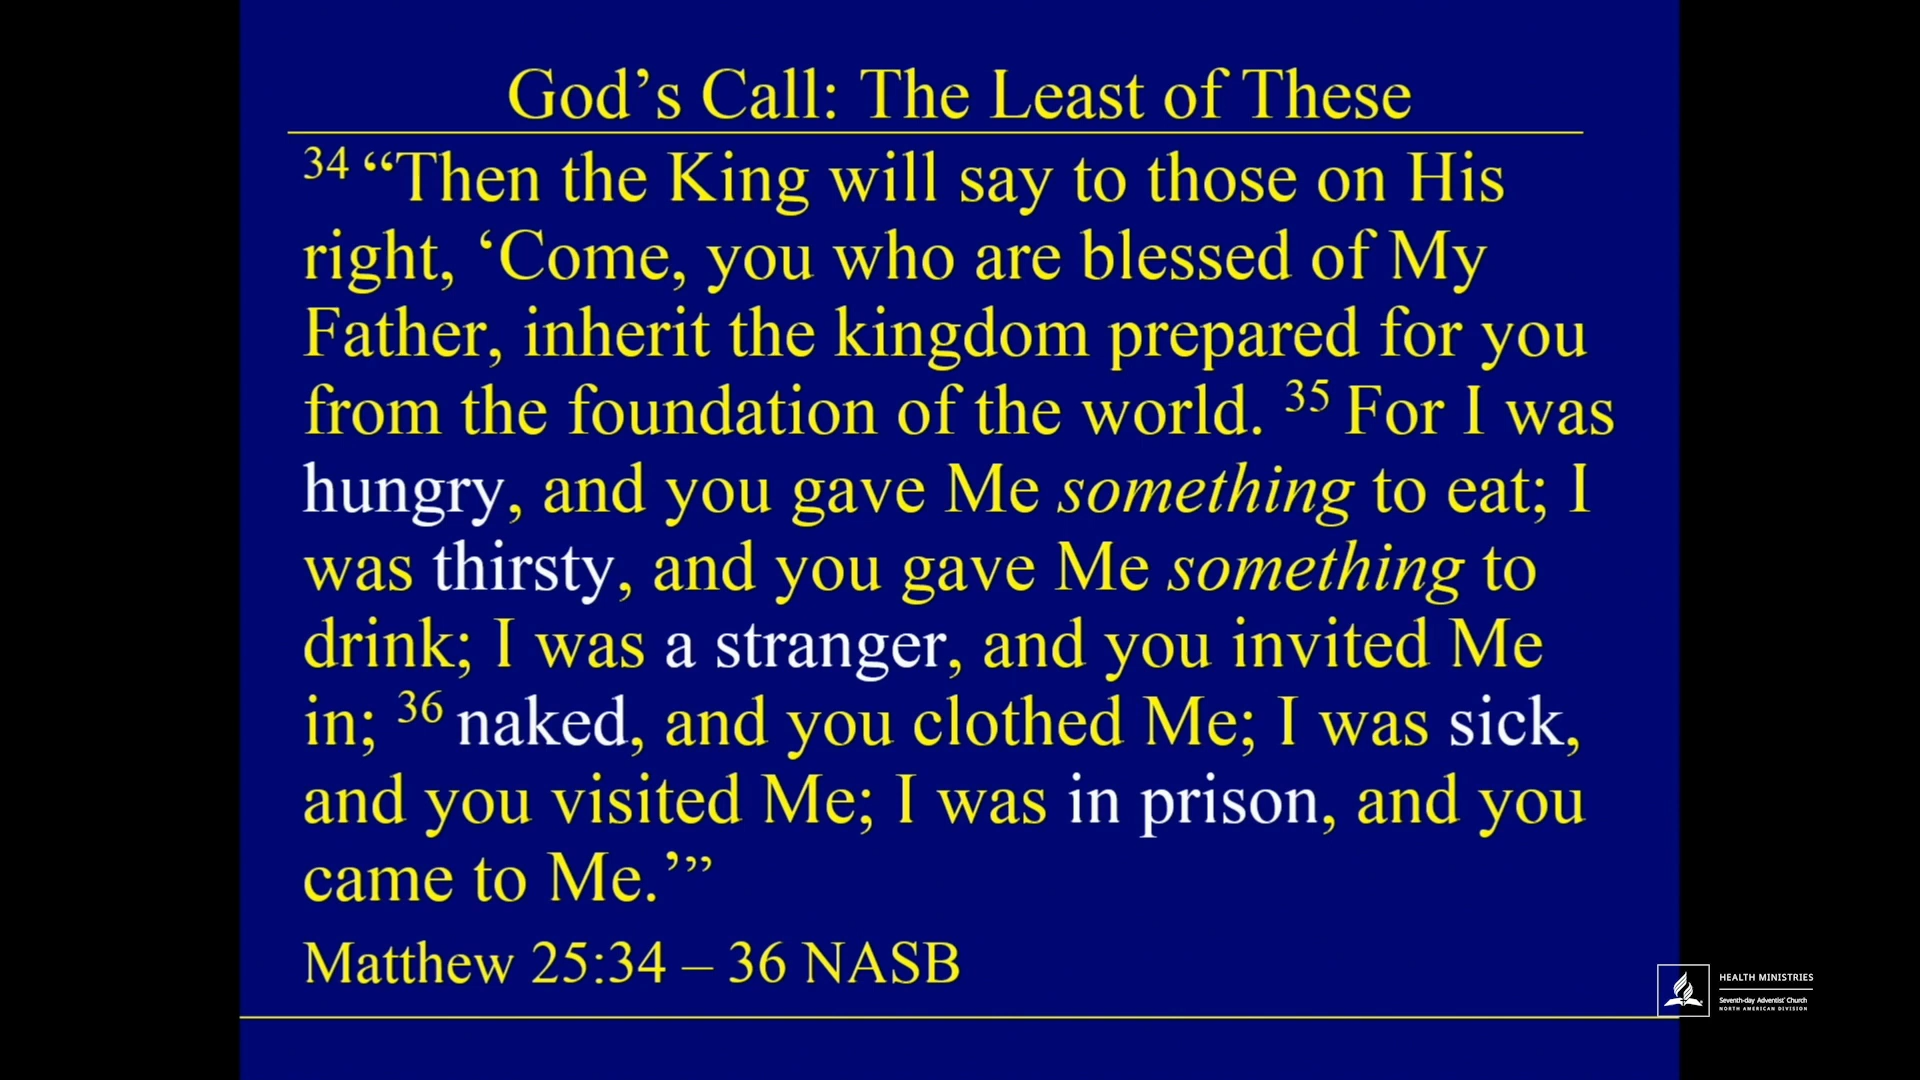 God’s Call: The Least of These
34 “Then the King will say to those on His
right, ‘Come, you who are blessed of My
Father, inherit the kingdom prepared for you
from the foundation of the world. 35 For I was
hungry, and you gave Me something to eat; I
was thirsty, and you gave Me something to
drink; I was a stranger, and you invited Me
in; 36 naked, and you clothed Me; I was sick,
and you visited Me; I was in prison, and you
came to Me.’”
Matthew 25:34 – 36 NASB
HEALTH MINISTRIES
Seventh-day Adventist® Church
NORTH AMERICAN DIVISION